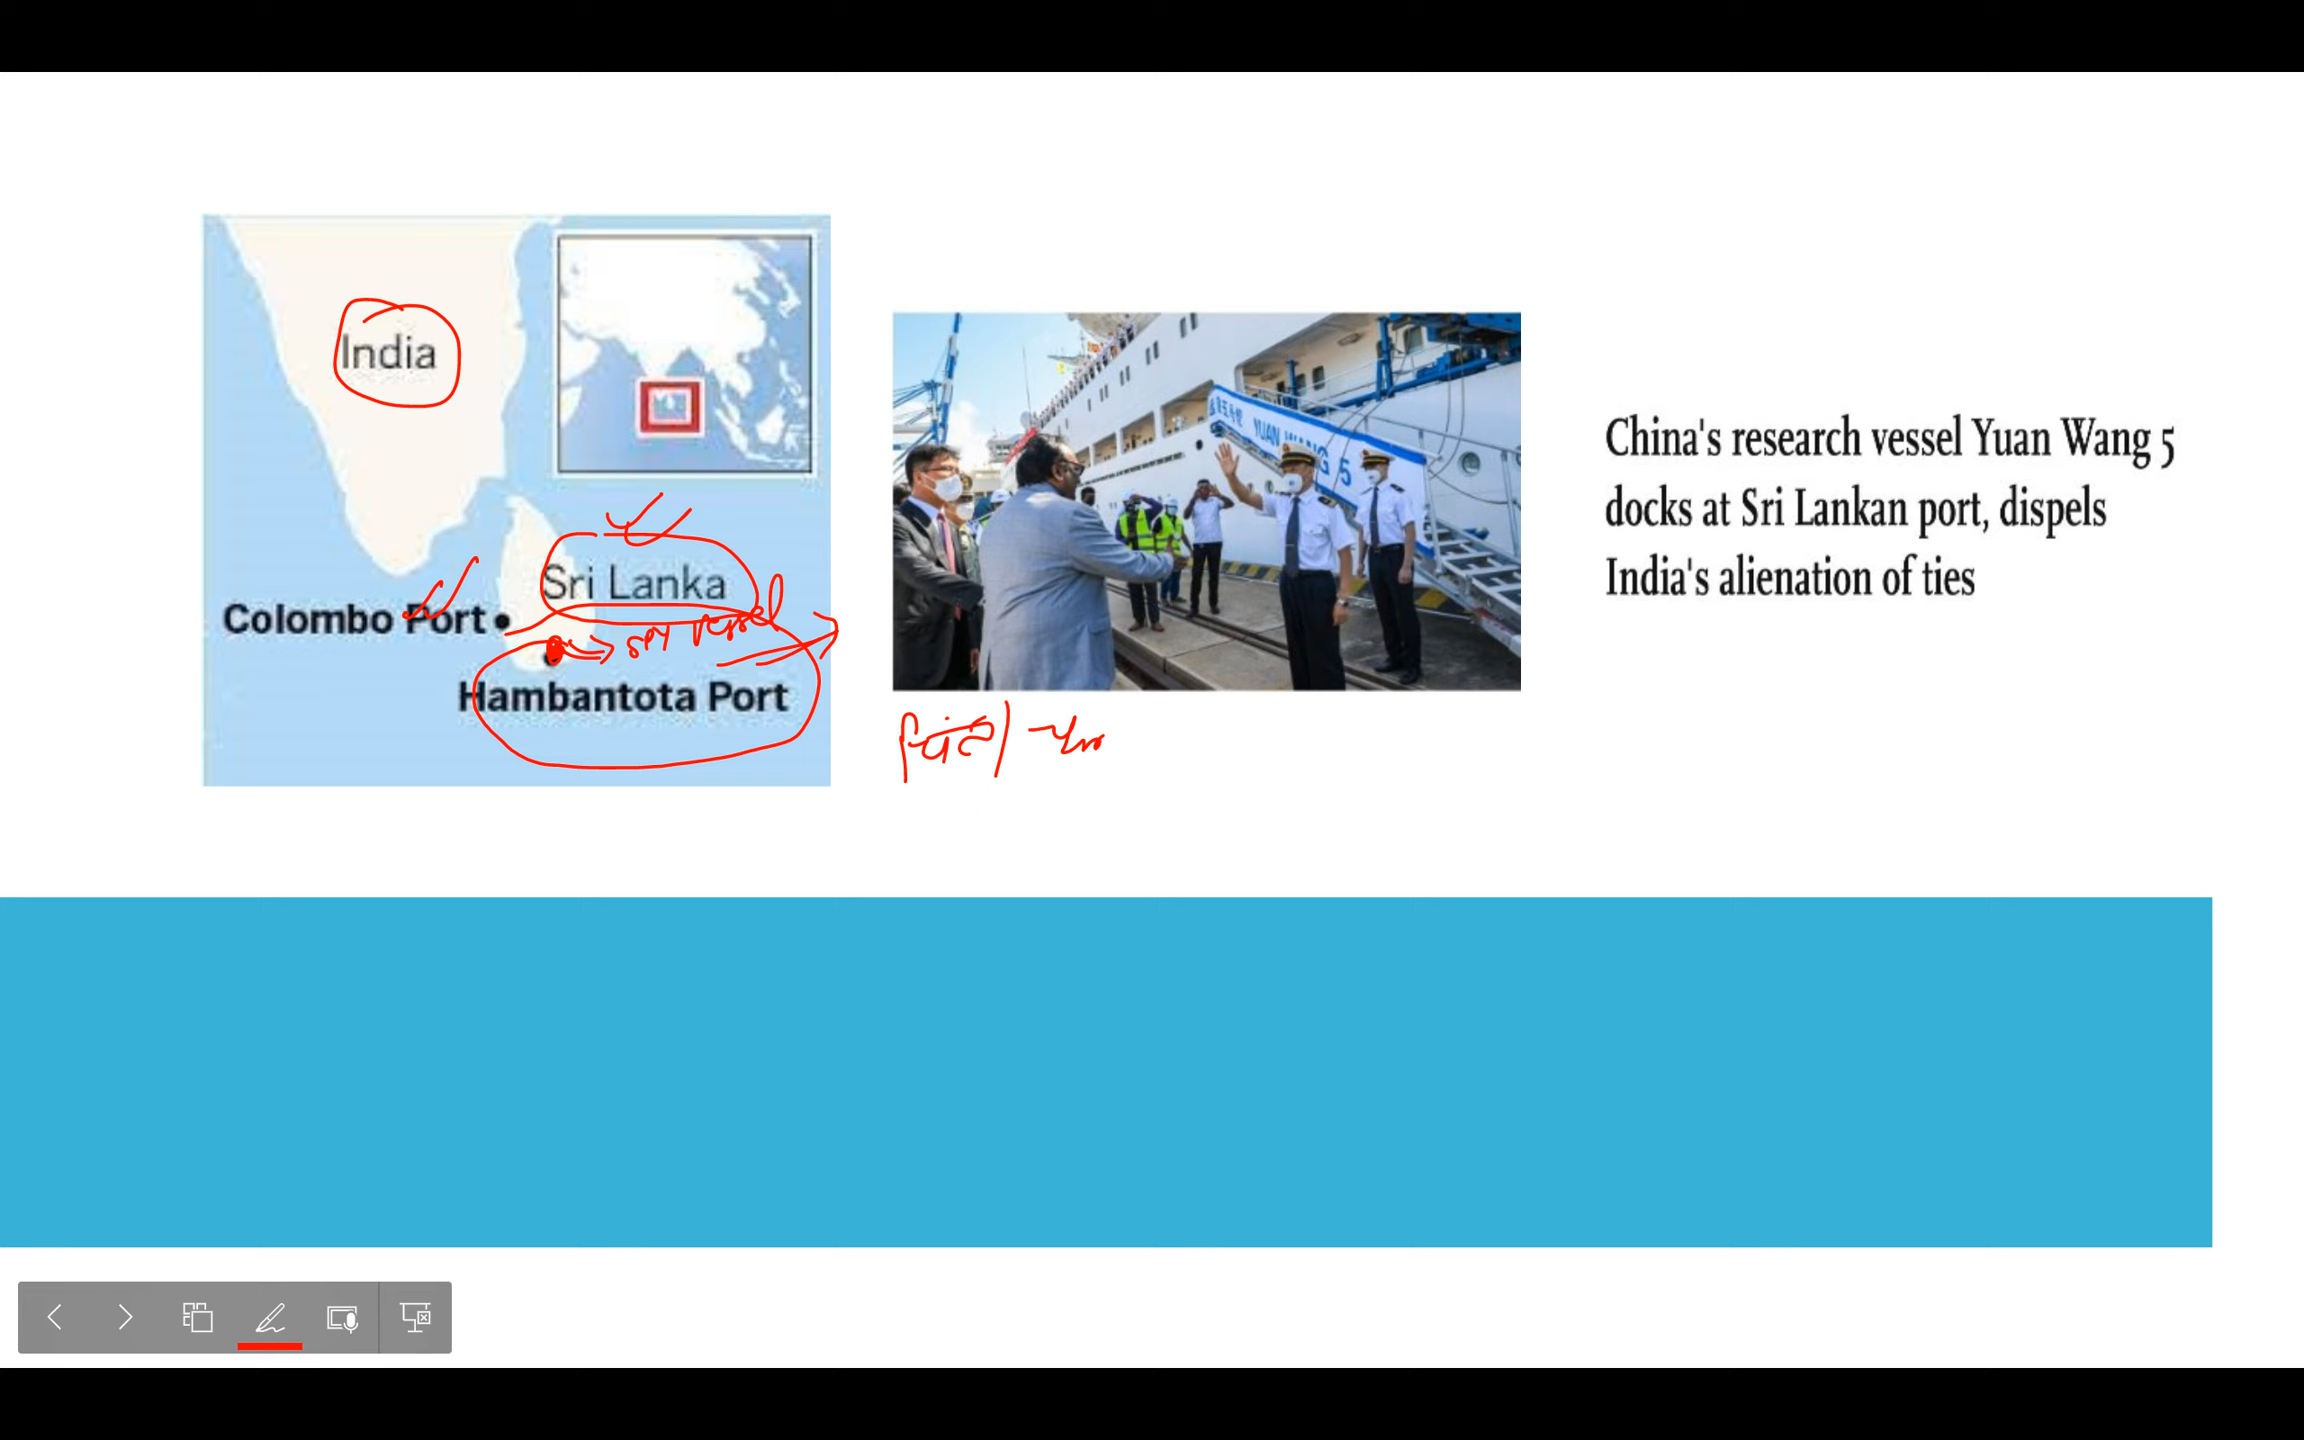 India
Sri Lanka
Colombo Port
spy vessel
Hambantota Port
YUAN WANG 5
China's research vessel Yuan Wang 5
docks at Sri Lankan port, dispels
India's alienation of ties